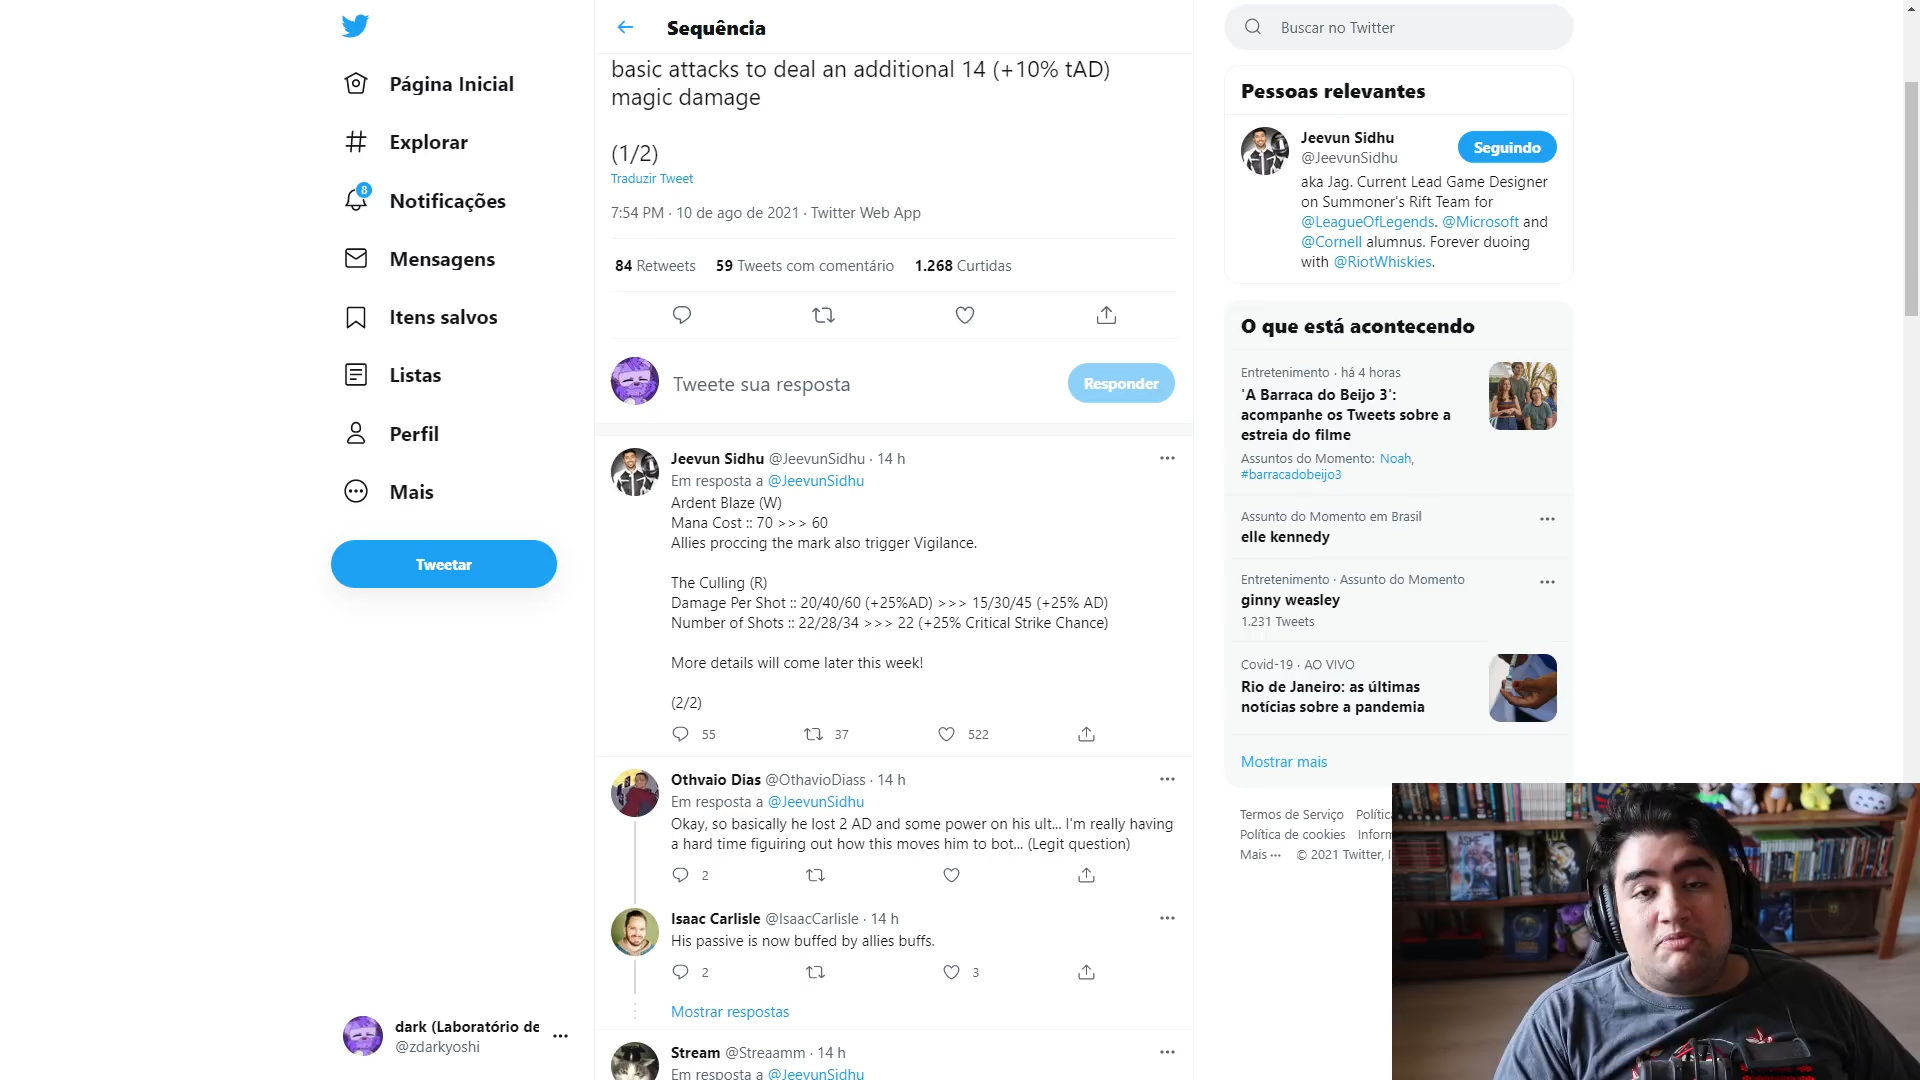 Página Inicial
Explorar
8
Notificações
Mensagens
Itens salvos
Listas
Perfil
Mais
Tweetar
dark (Laboratório de
@zdarkyoshi
Sequência
basic attacks to deal an additional 14 (+10% tAD)
magic damage
(1/2)
Traduzir Tweet
7:54 PM · 10 de ago de 2021 · Twitter Web App
84 Retweets 59 Tweets com comentário 1.268 Curtidas
Tweete sua resposta
Responder
Jeevun Sidhu @JeevunSidhu · 14 h
Em resposta a @JeevunSidhu
Ardent Blaze (W)
Mana Cost :: 70 >>> 60
Allies proccing the mark also trigger Vigilance.
The Culling (R)
Damage Per Shot :: 20/40/60 (+25%AD) >>> 15/30/45 (+25% AD)
Number of Shots :: 22/28/34 >>> 22 (+25% Critical Strike Chance)
More details will come later this week!
(2/2)
55 37 522
Othvaio Dias @OthavioDiass · 14 h
Em resposta a @JeevunSidhu
Okay, so basically he lost 2 AD and some power on his ult... I'm really having
a hard time figuiring out how this moves him to bot... (Legit question)
2
Isaac Carlisle @IsaacCarlisle · 14 h
His passive is now buffed by allies buffs.
2 3
Mostrar respostas
Stream @Streaamm · 14 h
Em resposta a @JeevunSidhu
Buscar no Twitter
Pessoas relevantes
Jeevun Sidhu
@JeevunSidhu
Seguindo
aka Jag. Current Lead Game Designer
on Summoner's Rift Team for
@LeagueOfLegends. @Microsoft and
@Cornell alumnus. Forever duoing
with @RiotWhiskies.
O que está acontecendo
Entretenimento · há 4 horas
'A Barraca do Beijo 3':
acompanhe os Tweets sobre a
estreia do filme
Assuntos do Momento: Noah,
#barracadobeijo3
Assunto do Momento em Brasil
elle kennedy
Entretenimento · Assunto do Momento
ginny weasley
1.231 Tweets
Covid-19 · AO VIVO
Rio de Janeiro: as últimas
notícias sobre a pandemia
Mostrar mais
Termos de Serviço
Política de cookies
Mais ··· © 2021 Twitter,